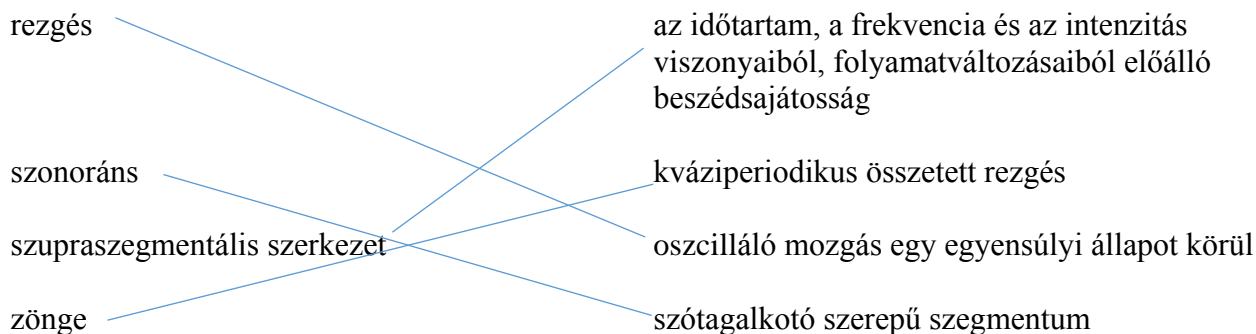 rezgés
az időtartam, a frekvencia és az intenzitás
viszonyaiból, folyamatváltozásaiból előálló
beszédsajátosság
szonoráns
kváziperiodikus összetett rezgés
szupraszegmentális szerkezet
oszcilláló mozgás egy egyensúlyi állapot körül
zönge
szótagalkotó szerepű szegmentum